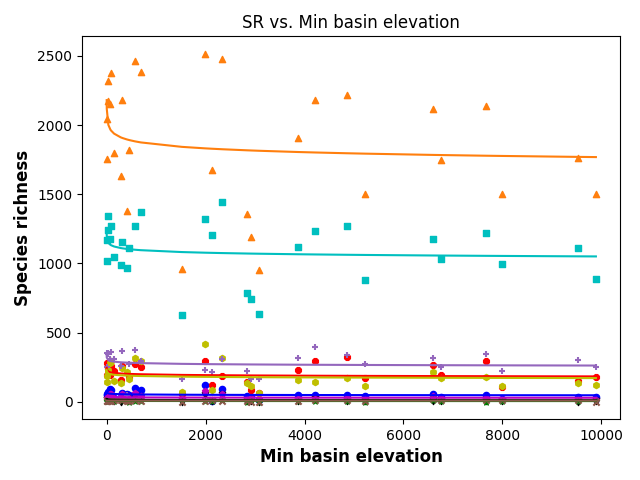 SR vs. Min basin elevation
2500
2000
1500
1000
500
0
Species richness
0 2000 4000 6000 8000 10000
Min basin elevation